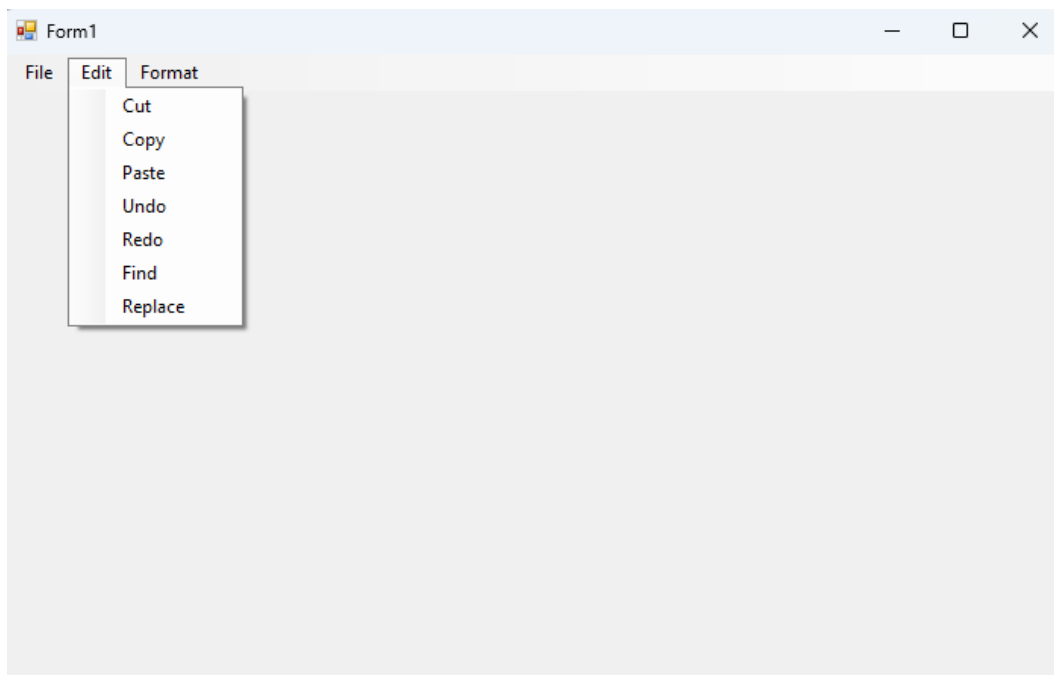 Form1
File Edit Format
Cut
Copy
Paste
Undo
Redo
Find
Replace